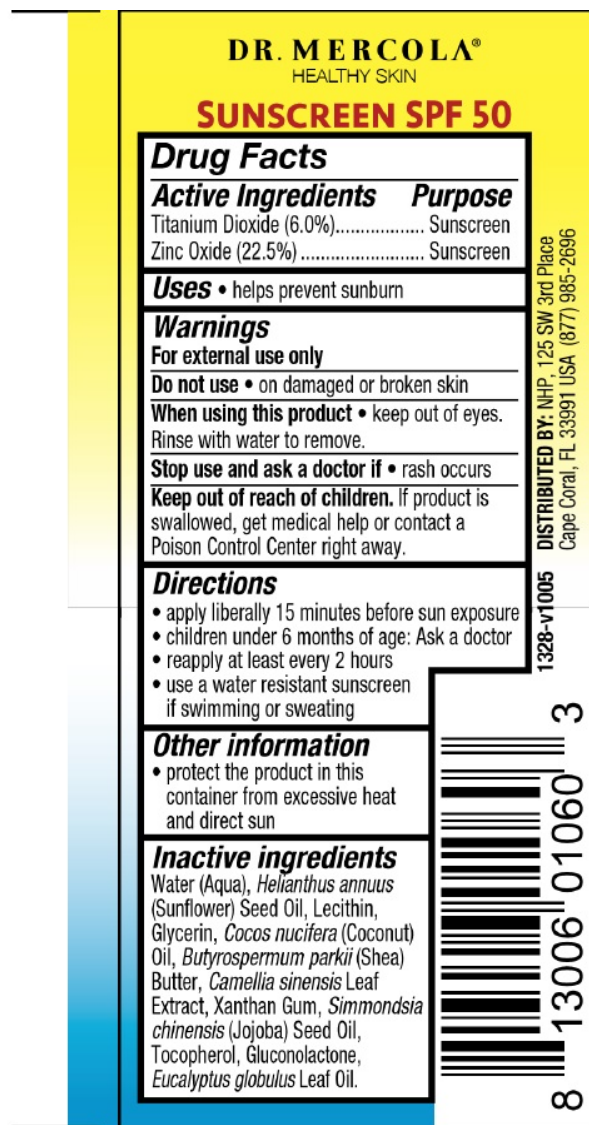 DR. MERCOLA®
HEALTHY SKIN
SUNSCREEN SPF 50
Drug Facts
Active Ingredients Purpose
Titanium Dioxide (6.0%)................... Sunscreen
Zinc Oxide (22.5%) ......................... Sunscreen
Uses • helps prevent sunburn
Warnings
For external use only
Do not use • on damaged or broken skin
When using this product • keep out of eyes.
Rinse with water to remove.
Stop use and ask a doctor if • rash occurs
Keep out of reach of children. If product is
swallowed, get medical help or contact a
Poison Control Center right away.
Directions
• apply liberally 15 minutes before sun exposure
• children under 6 months of age: Ask a doctor
• reapply at least every 2 hours
• use a water resistant sunscreen
if swimming or sweating
Other information
• protect the product in this
container from excessive heat
and direct sun
Inactive ingredients
Water (Aqua), Helianthus annuus
(Sunflower) Seed Oil, Lecithin,
Glycerin, Cocos nucifera (Coconut)
Oil, Butyrospermum parkii (Shea)
Butter, Camellia sinensis Leaf
Extract, Xanthan Gum, Simmondsia
chinensis (Jojoba) Seed Oil,
Tocopherol, Gluconolactone,
Eucalyptus globulus Leaf Oil.
1328-v1005 DISTRIBUTED BY: NHP, 125 SW 3rd Place
Cape Coral, FL 33991 USA (877) 985-2696
8 13006 01060 3